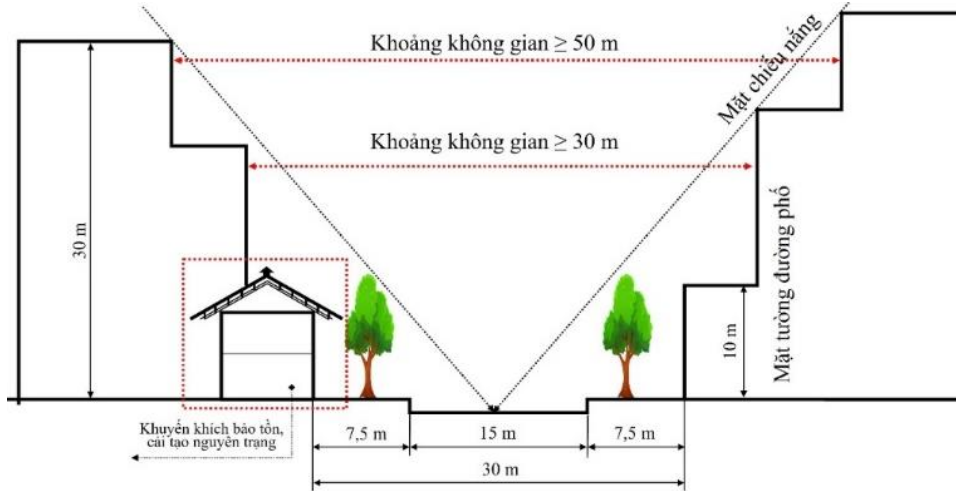 Khoảng không gian ≥ 50 m
Mặt chiếu nắng
Khoảng không gian ≥ 30 m
30 m
Mặt tường đường phố
10 m
Khuyến khích bảo tồn,
cải tạo nguyên trạng
7,5 m
15 m
7,5 m
30 m